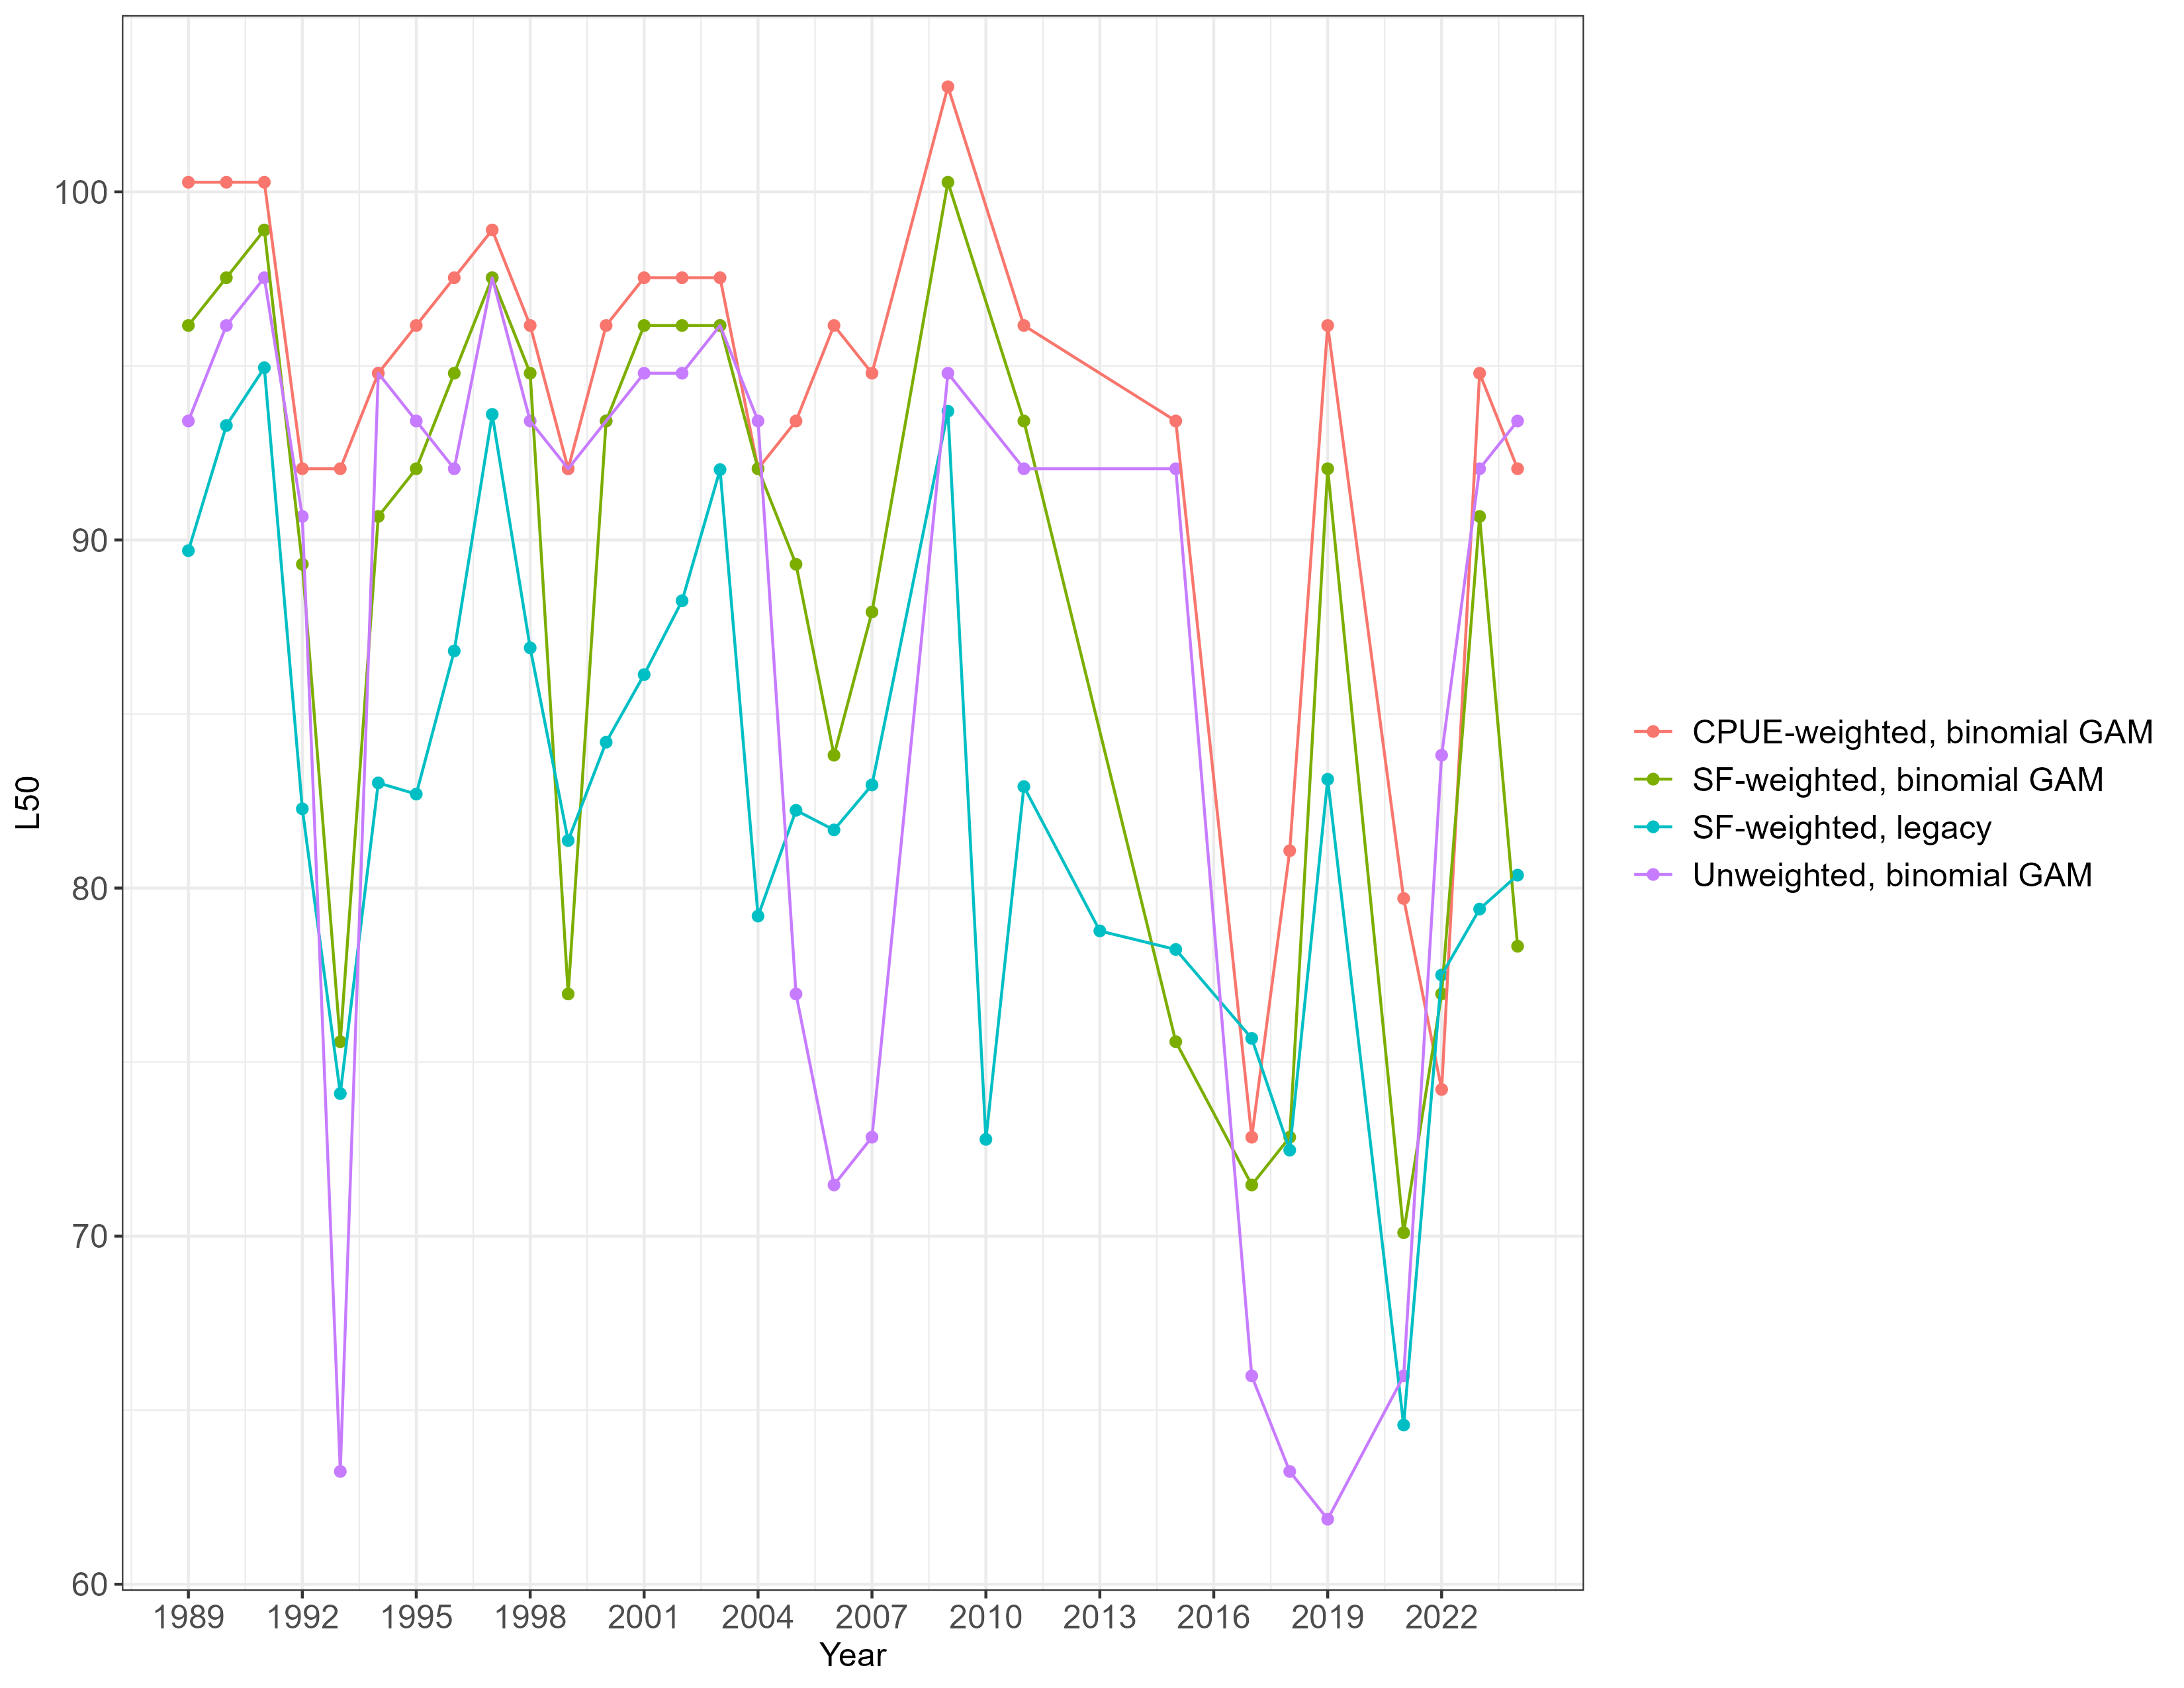 100
90
80
70
60
L50
1989 1992 1995 1998 2001 2004 2007 2010 2013 2016 2019 2022
Year
CPUE-weighted, binomial GAM
SF-weighted, binomial GAM
SF-weighted, legacy
Unweighted, binomial GAM